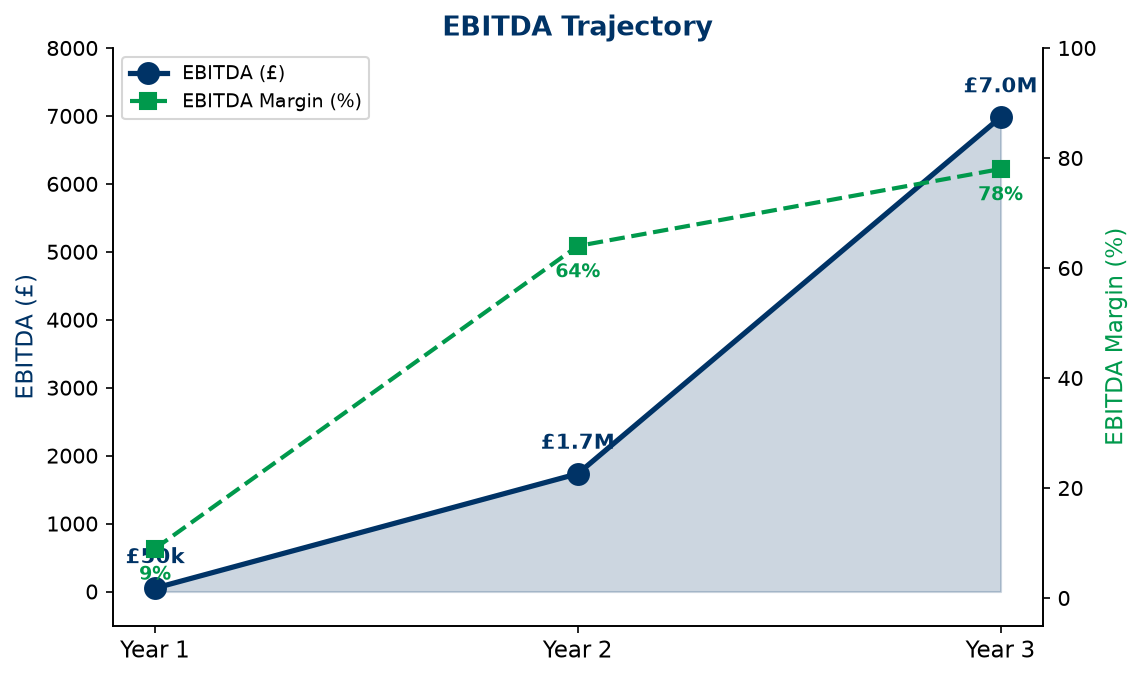 EBITDA Trajectory
EBITDA (£)
EBITDA Margin (%)
8000
7000
6000
5000
4000
3000
2000
1000
0
EBITDA (£)
100
80
60
40
20
0
EBITDA Margin (%)
£50k
9%
£1.7M
64%
£7.0M
78%
Year 1
Year 2
Year 3